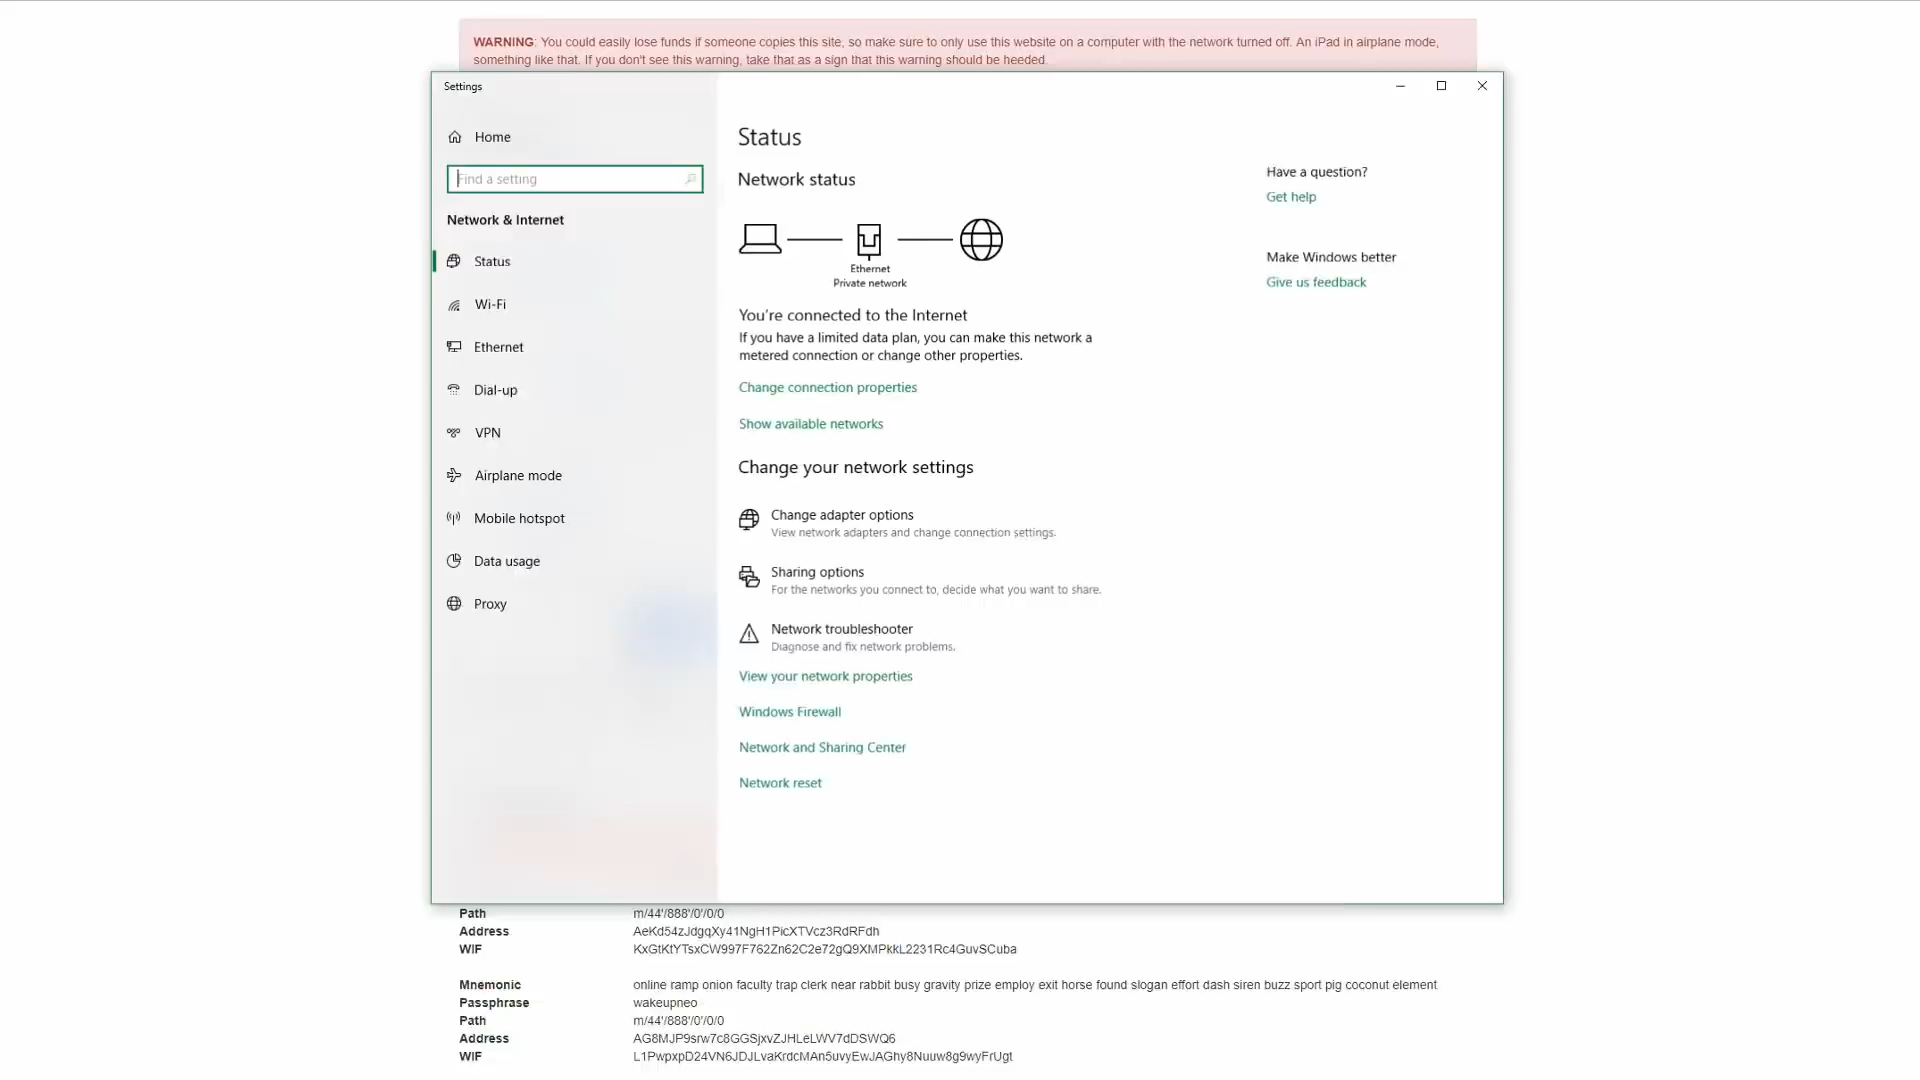 WARNING: You could easily lose funds if someone copies this site, so make sure to only use this website on a computer with the network turned off. An iPad in airplane mode,
something like that. If you don't see this warning, take that as a sign that this warning should be heeded.
Settings
Home
Find a setting
Network & Internet
Status
Wi-Fi
Ethernet
Dial-up
VPN
Airplane mode
Mobile hotspot
Data usage
Proxy
Status
Network status
Ethernet
Private network
You're connected to the Internet
If you have a limited data plan, you can make this network a
metered connection or change other properties.
Change connection properties
Show available networks
Change your network settings
Change adapter options
View network adapters and change connection settings.
Sharing options
For the networks you connect to, decide what you want to share.
Network troubleshooter
Diagnose and fix network problems.
View your network properties
Windows Firewall
Network and Sharing Center
Network reset
Have a question?
Get help
Make Windows better
Give us feedback
Path m/44'/888'/0'/0/0
Address AeKd54zJdgqXy41NgH1PicXTVcz3RdRFdh
WIF KxGtKtYTsxCW997F762Zn62C2e72gQ9XMPkkL2231Rc4GuvSCuba
Mnemonic online ramp onion faculty trap clerk near rabbit busy gravity prize employ exit horse found slogan effort dash siren buzz sport pig coconut element
Passphrase wakeupneo
Path m/44'/888'/0'/0/0
Address AG8MJP9srw7c8GGSjxvZJHLeLWV7dDSWQ6
WIF L1PwpxpD24VN6JDJLvaKrdcMAn5uvyEwJAGhy8Nuuw8g9wyFrUgt